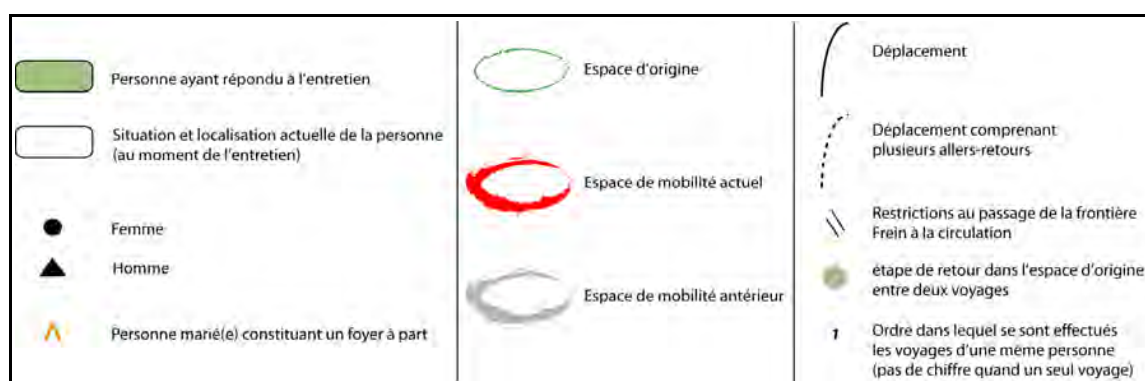 Personne ayant répondu à l'entretien
Situation et localisation actuelle de la personne
(au moment de l'entretien)
Femme
Homme
Personne marié(e) constituant un foyer à part
Espace d'origine
Espace de mobilité actuel
Espace de mobilité antérieur
Déplacement
Déplacement comprenant
plusieurs allers-retours
Restrictions au passage de la frontière
Frein à la circulation
étape de retour dans l'espace d'origine
entre deux voyages
1 Ordre dans lequel se sont effectués
les voyages d'une même personne
(pas de chiffre quand un seul voyage)